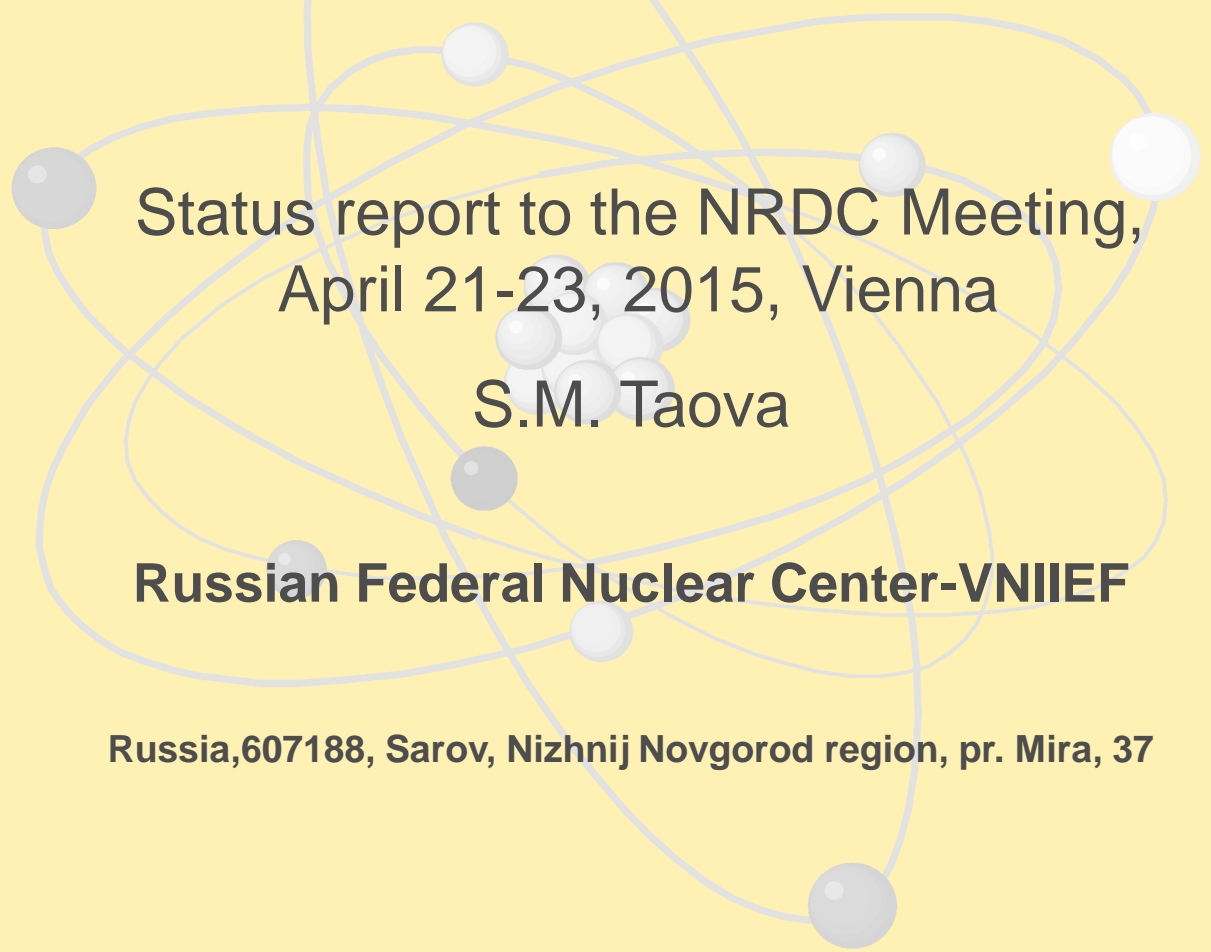 Status report to the NRDC Meeting,
April 21-23, 2015, Vienna
S.M. Taova
Russian Federal Nuclear Center-VNIIEF
Russia,607188, Sarov, Nizhnij Novgorod region, pr. Mira, 37